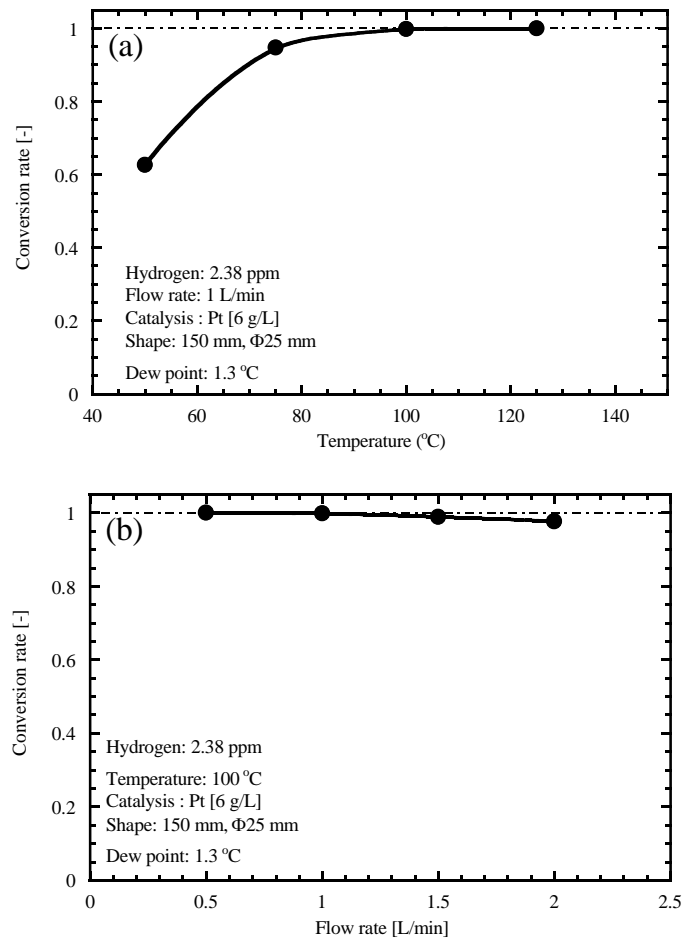 (a)
1
0.8
0.6
0.4
0.2
0
Conversion rate [-]
Hydrogen: 2.38 ppm
Flow rate: 1 L/min
Catalysis : Pt [6 g/L]
Shape: 150 mm, Φ25 mm
Dew point: 1.3 °C
40 60 80 100 120 140
Temperature (°C)
(b)
1
0.8
0.6
0.4
0.2
0
Conversion rate [-]
Hydrogen: 2.38 ppm
Temperature: 100 °C
Catalysis : Pt [6 g/L]
Shape: 150 mm, Φ25 mm
Dew point: 1.3 °C
0 0.5 1 1.5 2 2.5
Flow rate [L/min]